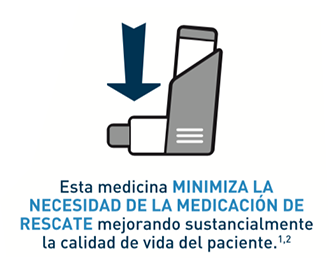 Esta medicina MINIMIZA LA
NECESIDAD DE LA MEDICACIÓN DE
RESCATE mejorando sustancialmente
la calidad de vida del paciente.¹,²